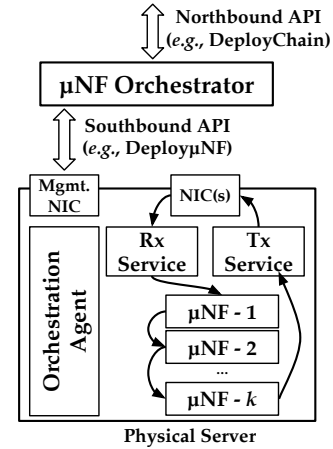 Northbound API
(e.g., DeployChain)
μNF Orchestrator
Southbound API
(e.g., DeployμNF)
Mgmt.
NIC
NIC(s)
Rx
Service
Tx
Service
Orchestration
Agent
μNF - 1
μNF - 2
...
μNF - k
Physical Server